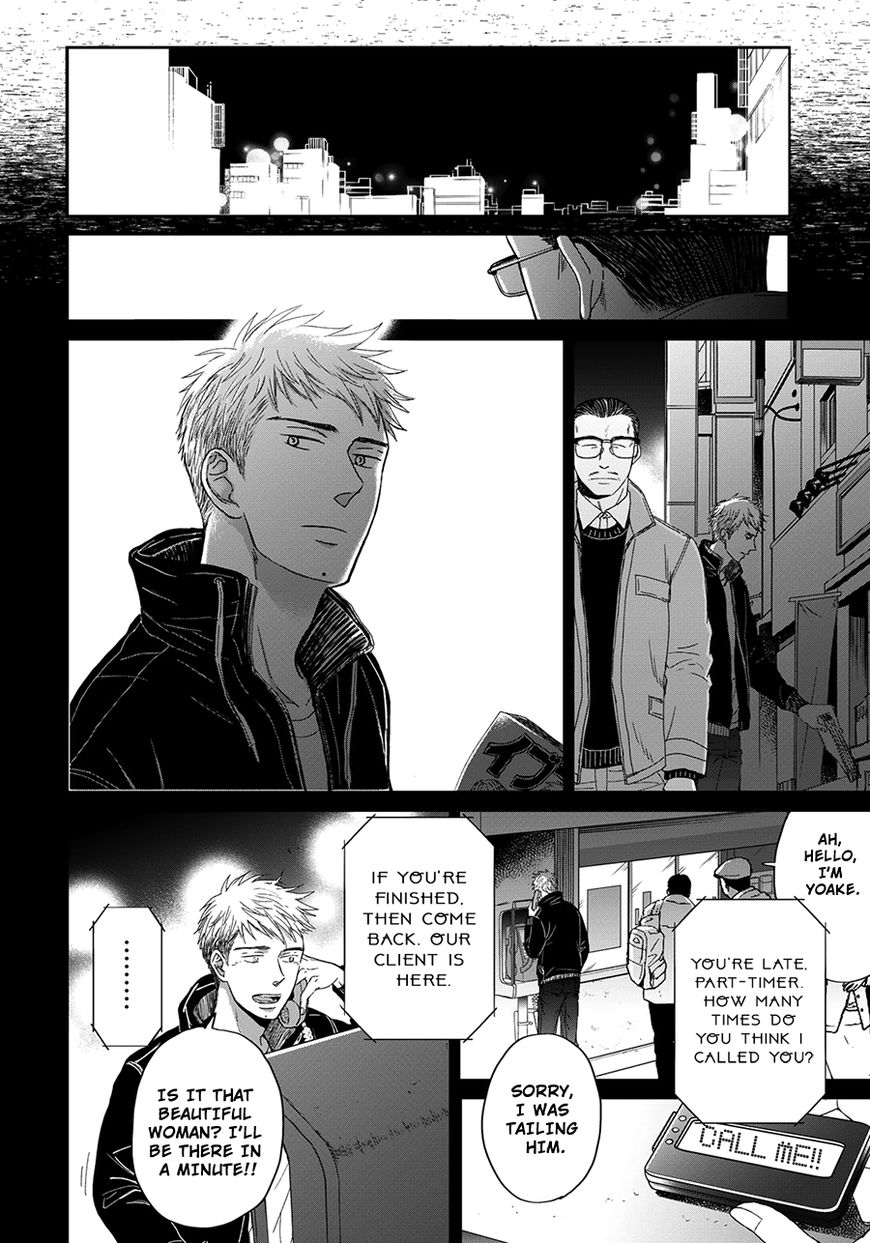 イブ
AH,
HELLO,
I'M
YOAKE.
YOU'RE LATE,
PART-TIMER.
HOW MANY
TIMES DO
YOU THINK I
CALLED YOU?
CALL ME!!
SORRY,
I WAS
TAILING
HIM.
IF YOU'RE
FINISHED,
THEN COME
BACK. OUR
CLIENT IS
HERE.
IS IT THAT
BEAUTIFUL
WOMAN? I'LL
BE THERE IN
A MINUTE!!
........